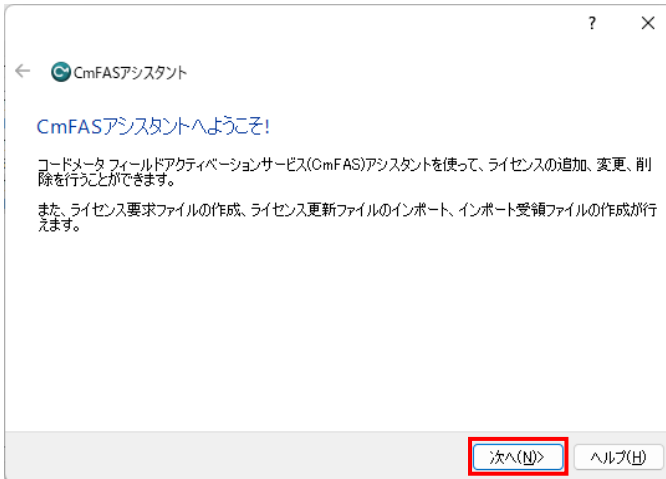 ?
CmFASアシスタント
CmFASアシスタントへようこそ!
コードメータ フィールドアクティベーションサービス(CmFAS)アシスタントを使って、ライセンスの追加、変更、削
除を行うことができます。
また、ライセンス要求ファイルの作成、ライセンス更新ファイルのインポート、インポート受領ファイルの作成が行
えます。
次へ(N)> ヘルプ(H)